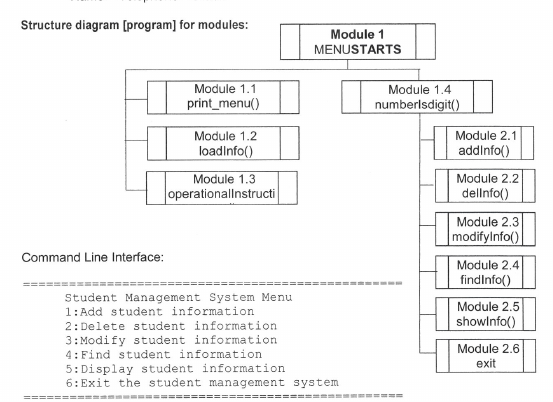 Structure diagram [program] for modules:
Module 1
MENUSTARTS
Module 1.1
print_menu()
Module 1.2
loadInfo()
Module 1.3
operationalInstructi
Module 1.4
numberIsdigit()
Module 2.1
addInfo()
Module 2.2
delInfo()
Module 2.3
modifyInfo()
Module 2.4
findInfo()
Module 2.5
showInfo()
Module 2.6
exit
Command Line Interface:
==================================================
Student Management System Menu
1:Add student information
2:Delete student information
3:Modify student information
4:Find student information
5:Display student information
6:Exit the student management system
==================================================